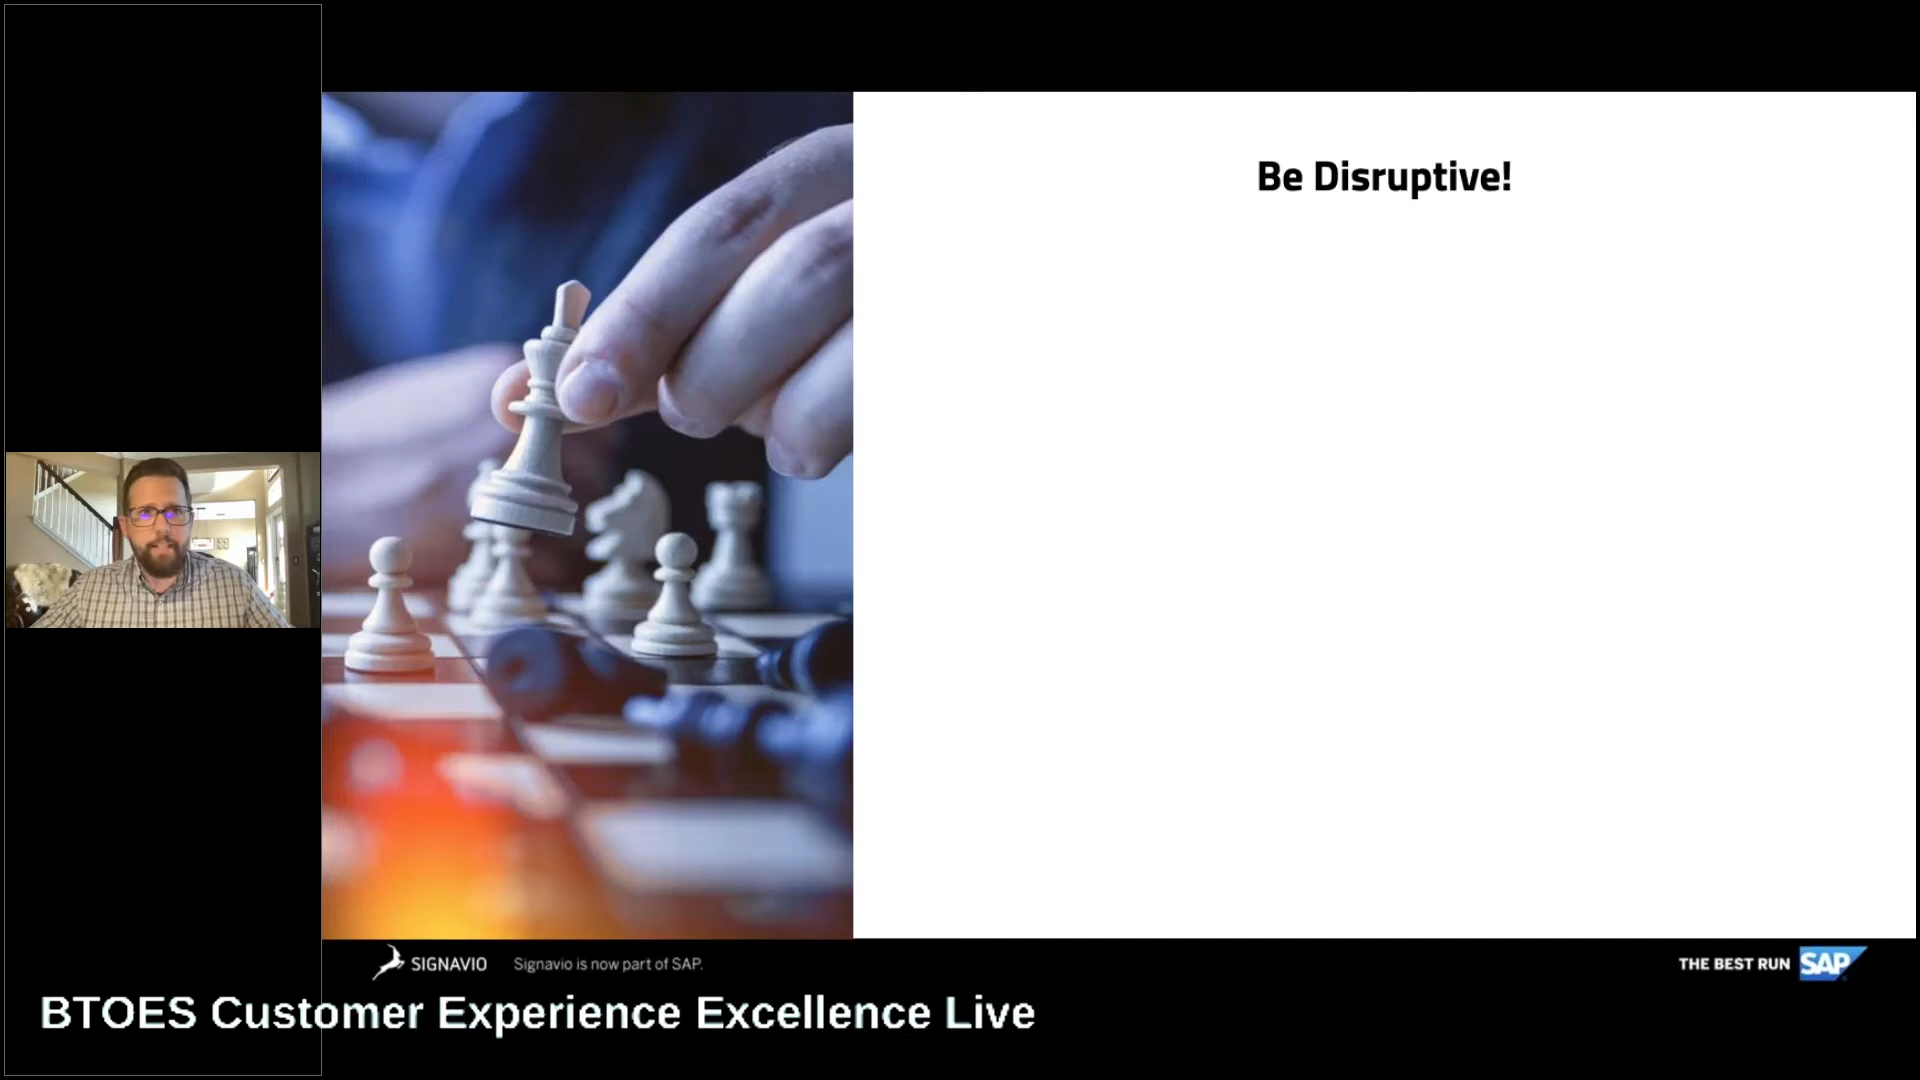 Be Disruptive!
SIGNAVIO Signavio is now part of SAP.
THE BEST RUN SAP
BTOES Customer Experience Excellence Live